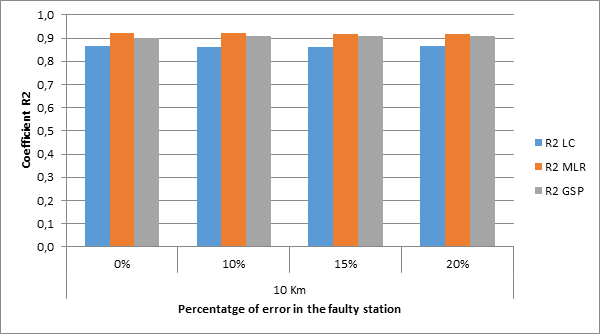 1,0
0,9
0,8
0,7
0,6
0,5
0,4
0,3
0,2
0,1
0,0
Coefficient R2
0% 10% 15% 20%
10 Km
Percentatge of error in the faulty station
R2 LC
R2 MLR
R2 GSP